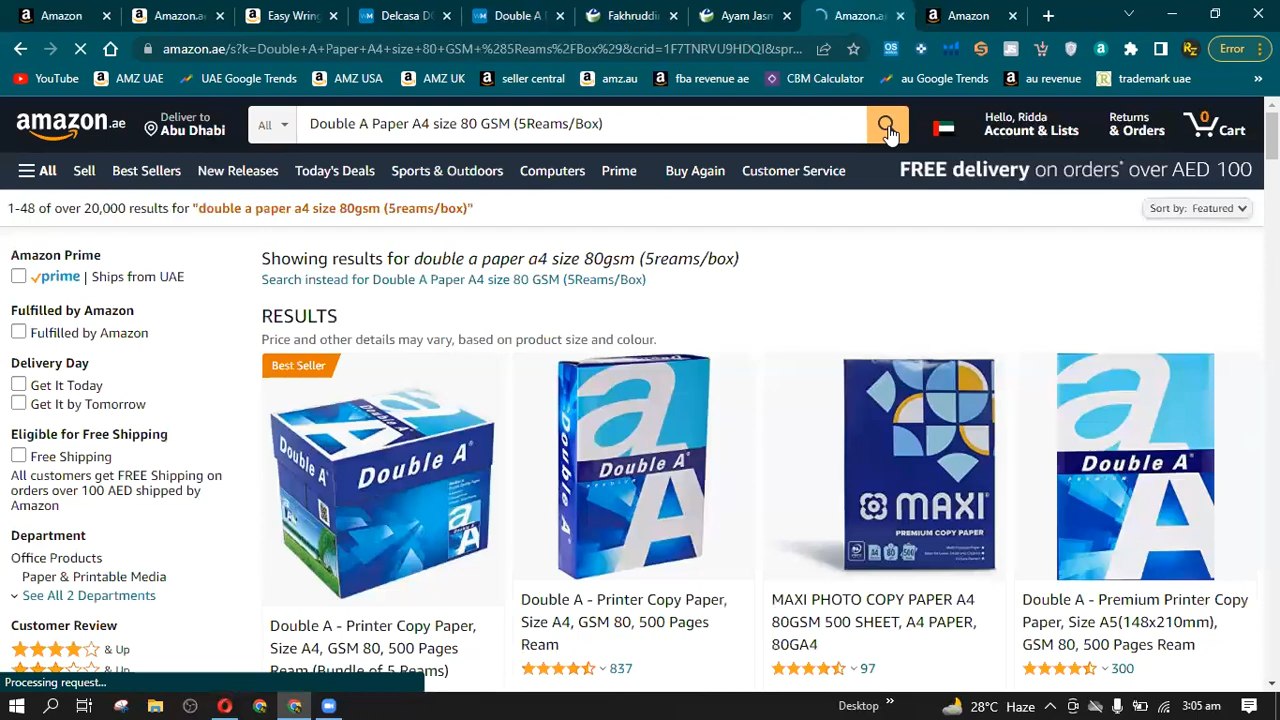 Amazon
Amazon.a
Easy Wring
Delcasa D
Double A P
Fakhruddi
Ayam Jasm
Amazon.a
Amazon
amazon.ae/s?k=Double+A+Paper+A4+size+80+GSM+%285Reams%2FBox%29&crid=1F7TNRVU9HDQI&spr...
Error
YouTube
AMZ UAE
UAE Google Trends
AMZ USA
AMZ UK
seller central
amz.au
fba revenue ae
CBM Calculator
au Google Trends
au revenue
trademark uae
amazon.ae
Deliver to
Abu Dhabi
All
Double A Paper A4 size 80 GSM (5Reams/Box)
Hello, Ridda
Account & Lists
Returns
& Orders
0
Cart
All
Sell
Best Sellers
New Releases
Today's Deals
Sports & Outdoors
Computers
Prime
Buy Again
Customer Service
FREE delivery on orders* over AED 100
1-48 of over 20,000 results for "double a paper a4 size 80gsm (5reams/box)"
Sort by: Featured
Amazon Prime
prime | Ships from UAE
Fulfilled by Amazon
Fulfilled by Amazon
Delivery Day
Get It Today
Get It by Tomorrow
Eligible for Free Shipping
Free Shipping
All customers get FREE Shipping on
orders over 100 AED shipped by
Amazon
Department
Office Products
Paper & Printable Media
See All 2 Departments
Customer Review
& Up
& Up
Showing results for double a paper a4 size 80gsm (5reams/box)
Search instead for Double A Paper A4 size 80 GSM (5Reams/Box)
RESULTS
Price and other details may vary, based on product size and colour.
Best Seller
Double A
Double A
Double A
Double A
MAXI
PREMIUM COPY PAPER
Double A
Double A - Printer Copy Paper,
Size A4, GSM 80, 500 Pages
Ream (Bundle of 5 Reams)
Double A - Printer Copy Paper,
Size A4, GSM 80, 500 Pages
Ream
837
MAXI PHOTO COPY PAPER A4
80GSM 500 SHEET, A4 PAPER,
80GA4
97
Double A - Premium Printer Copy
Paper, Size A5(148x210mm),
GSM 80, 500 Pages Ream
300
Processing request...
Desktop
28°C Haze
3:05 am